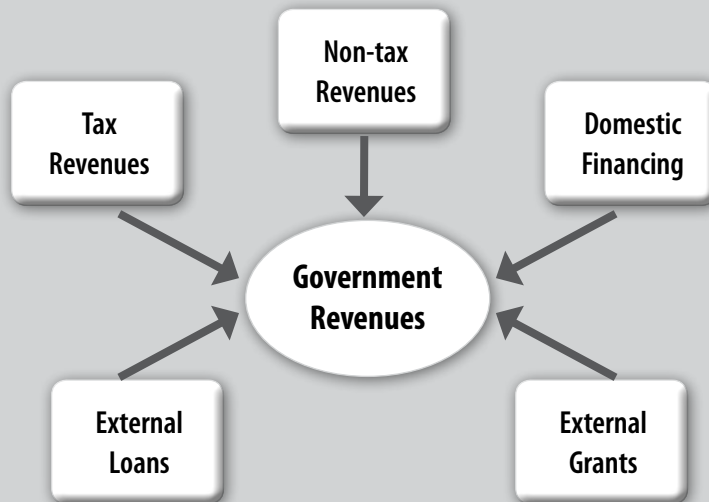 Non-tax
Revenues
Tax
Revenues
Domestic
Financing
Government
Revenues
External
Loans
External
Grants